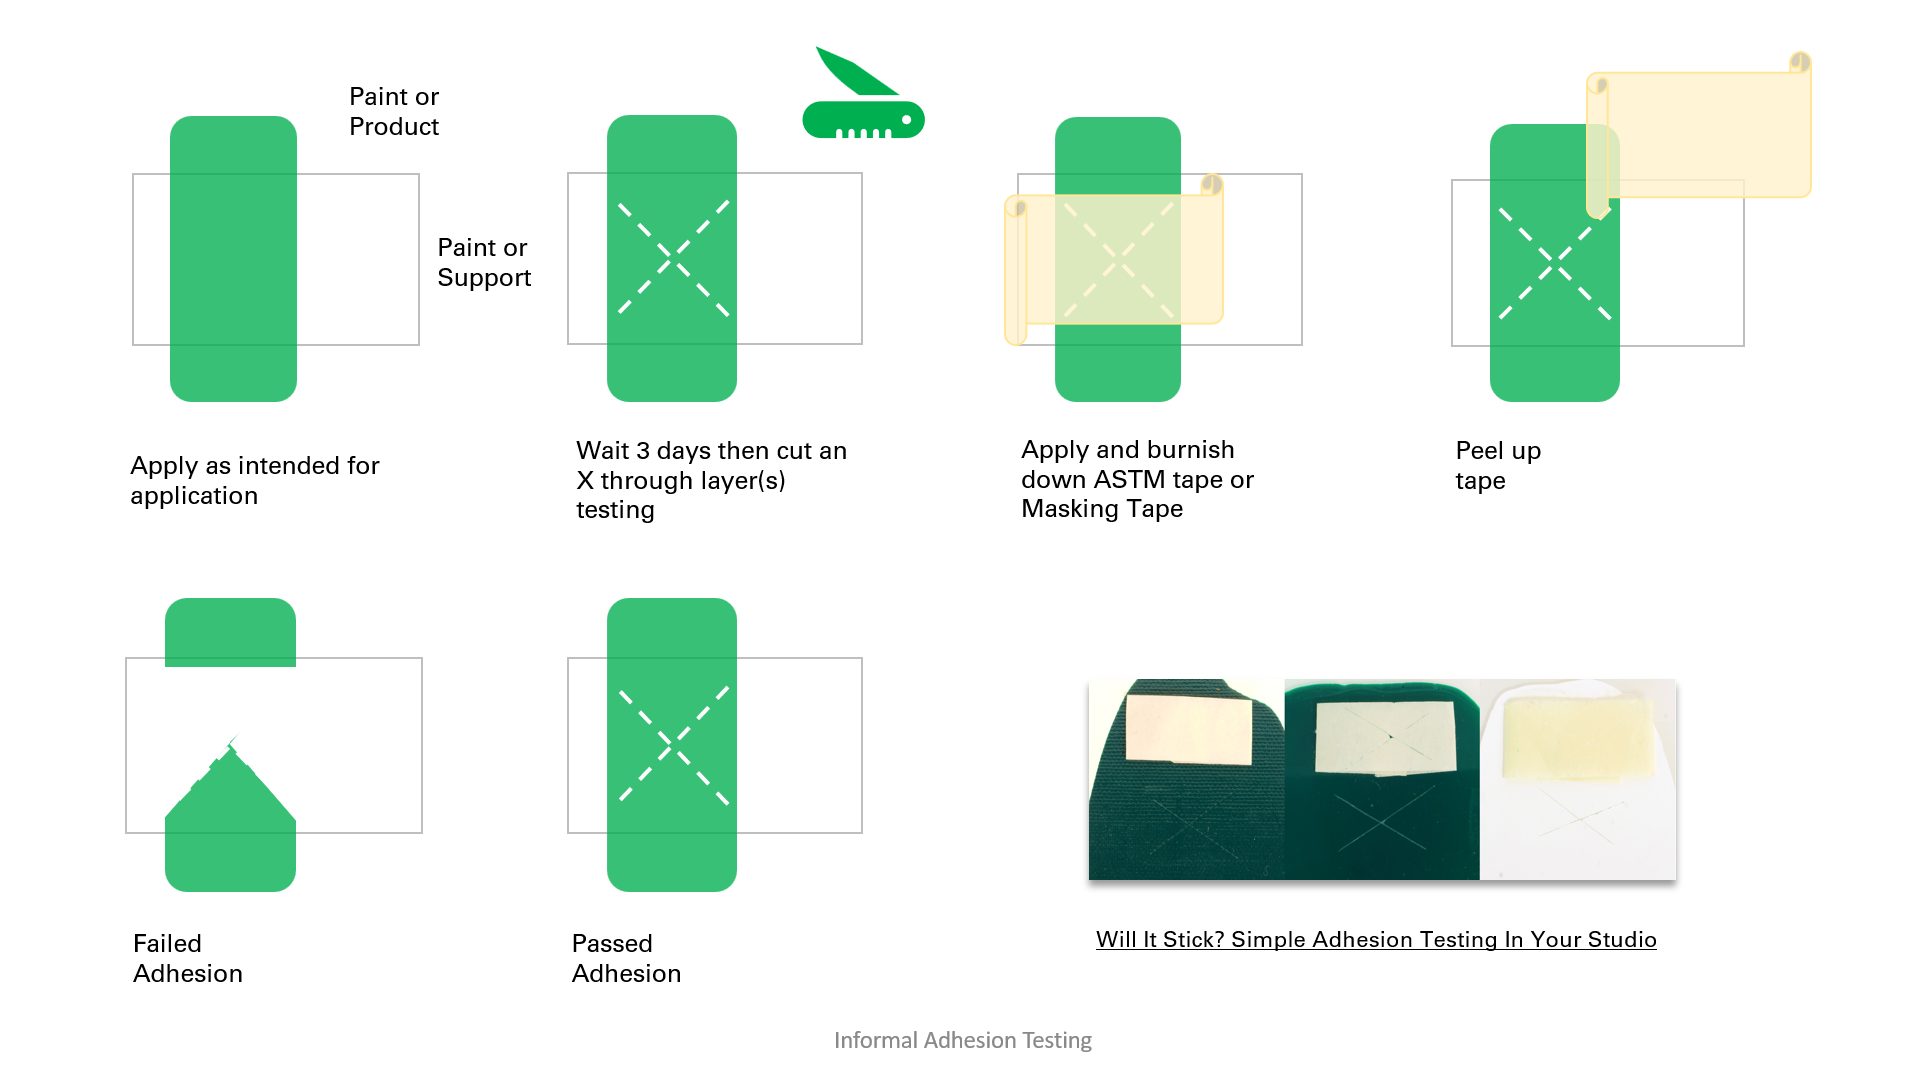 Paint or
Product
Paint or
Support
Apply as intended for
application
Wait 3 days then cut an
X through layer(s)
testing
Apply and burnish
down ASTM tape or
Masking Tape
Peel up
tape
Failed
Adhesion
Passed
Adhesion
Will It Stick? Simple Adhesion Testing In Your Studio
Informal Adhesion Testing